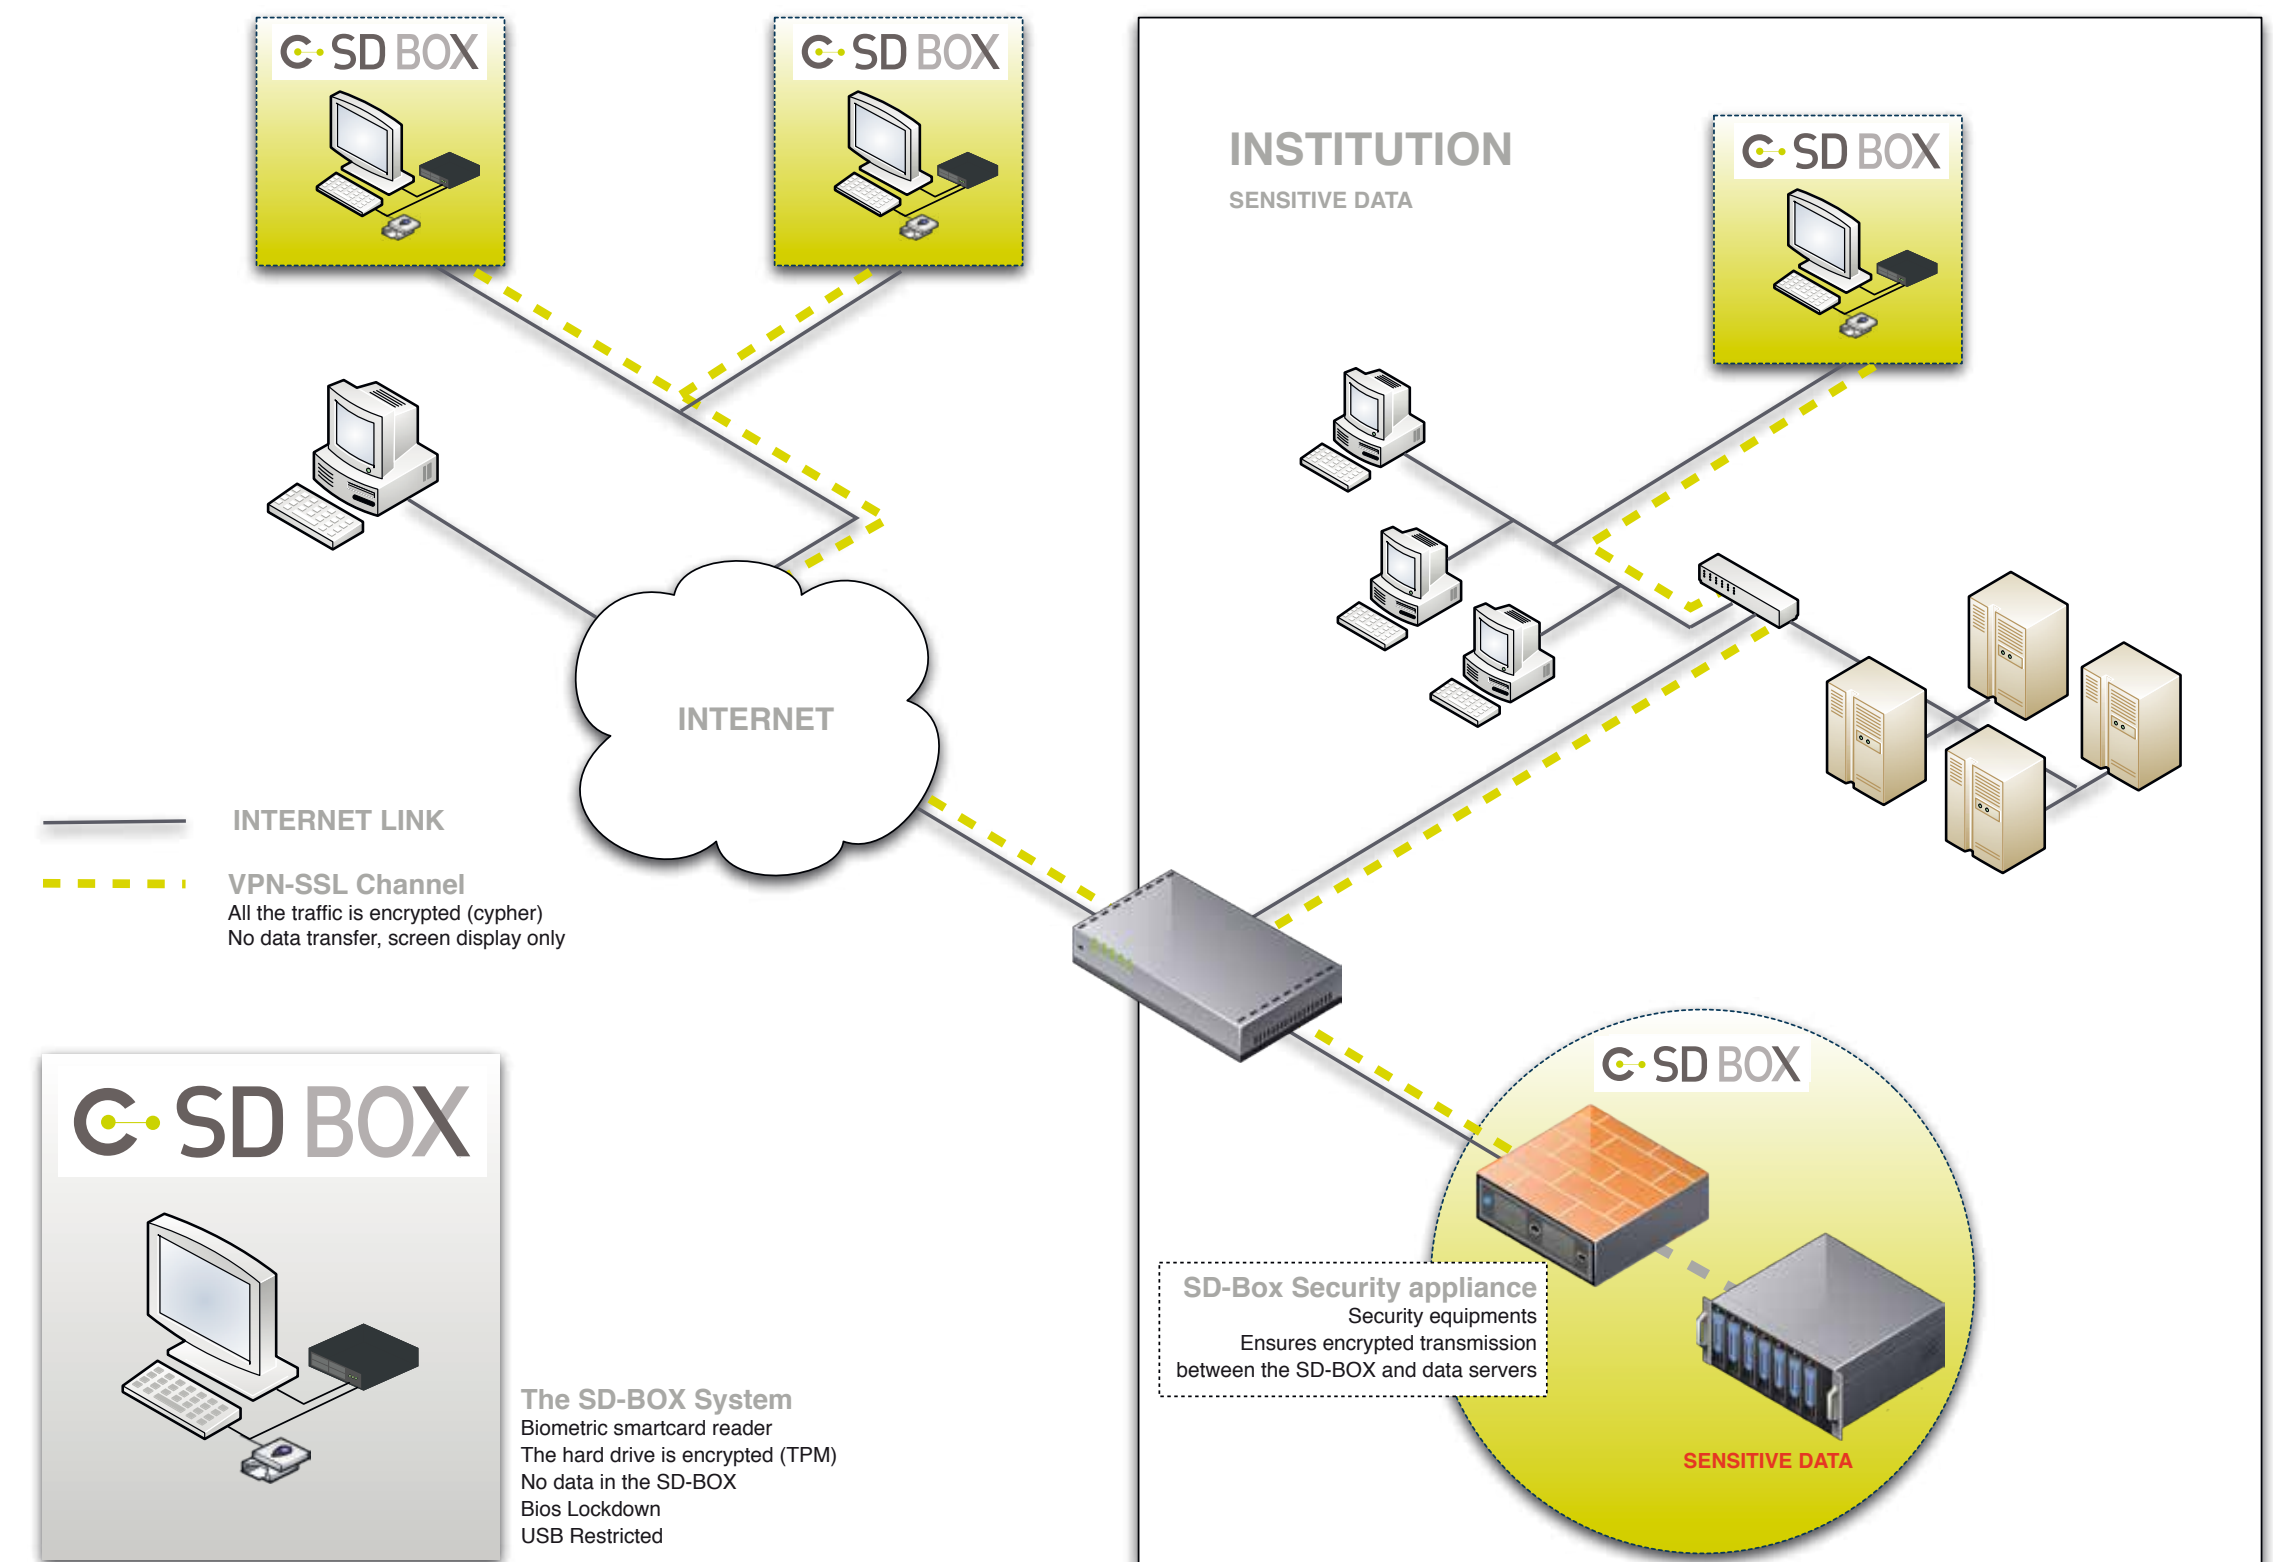 C SD BOX
C SD BOX
INSTITUTION
SENSITIVE DATA
C SD BOX
INTERNET
INTERNET LINK
VPN-SSL Channel
All the traffic is encrypted (cypher)
No data transfer, screen display only
C SD BOX
The SD-BOX System
Biometric smartcard reader
The hard drive is encrypted (TPM)
No data in the SD-BOX
Bios Lockdown
USB Restricted
C SD BOX
SD-Box Security appliance
Security equipments
Ensures encrypted transmission
between the SD-BOX and data servers
SENSITIVE DATA